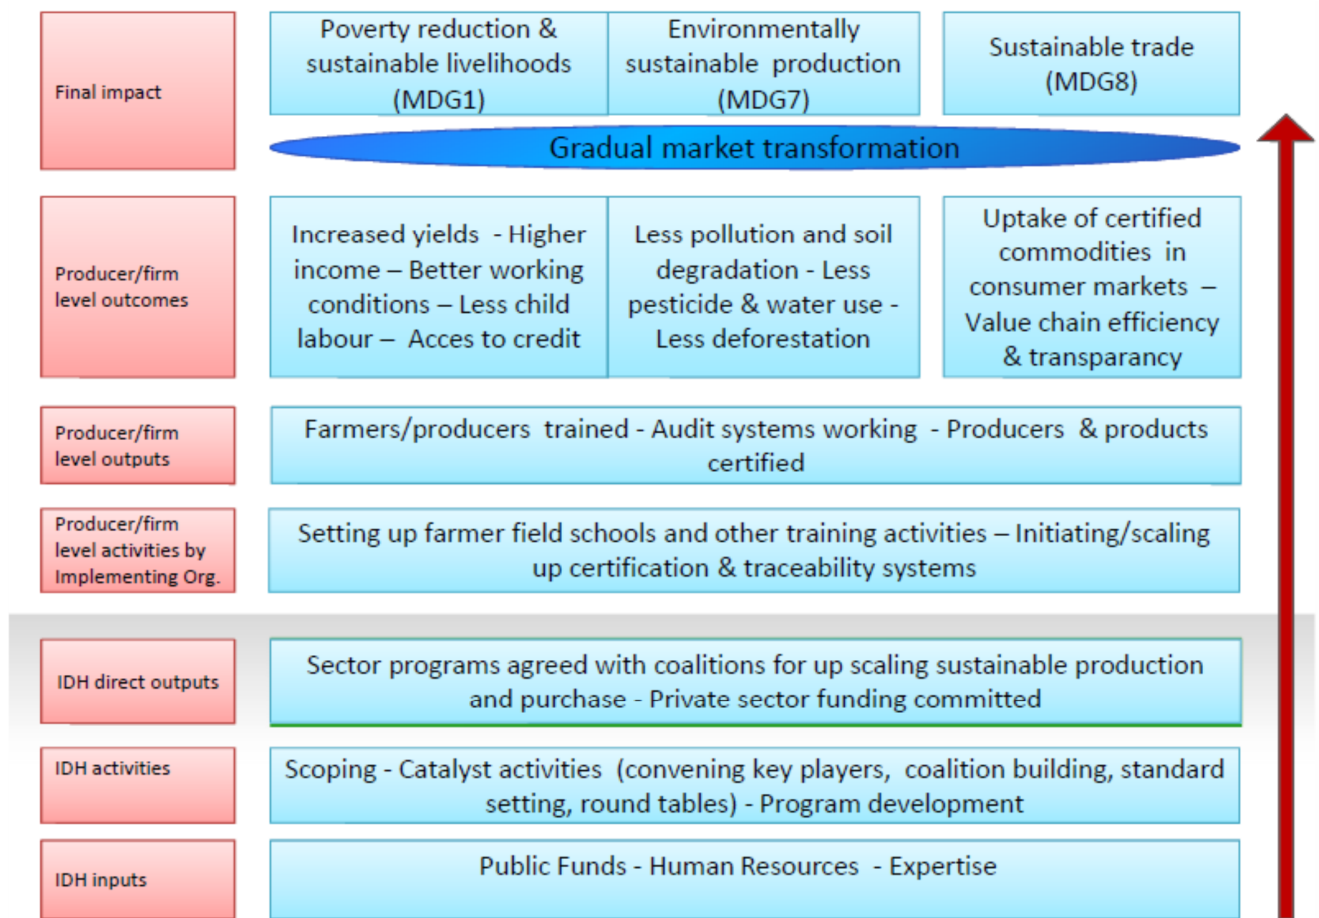 Final impact
Poverty reduction &
sustainable livelihoods
(MDG1)
Environmentally
sustainable production
(MDG7)
Sustainable trade
(MDG8)
Gradual market transformation
Producer/firm
level outcomes
Increased yields - Higher
income – Better working
conditions – Less child
labour – Acces to credit
Less pollution and soil
degradation - Less
pesticide & water use -
Less deforestation
Uptake of certified
commodities in
consumer markets –
Value chain efficiency
& transparancy
Producer/firm
level outputs
Farmers/producers trained - Audit systems working - Producers & products
certified
Producer/firm
level activities by
Implementing Org.
Setting up farmer field schools and other training activities – Initiating/scaling
up certification & traceability systems
IDH direct outputs
Sector programs agreed with coalitions for up scaling sustainable production
and purchase - Private sector funding committed
IDH activities
Scoping - Catalyst activities (convening key players, coalition building, standard
setting, round tables) - Program development
IDH inputs
Public Funds - Human Resources - Expertise